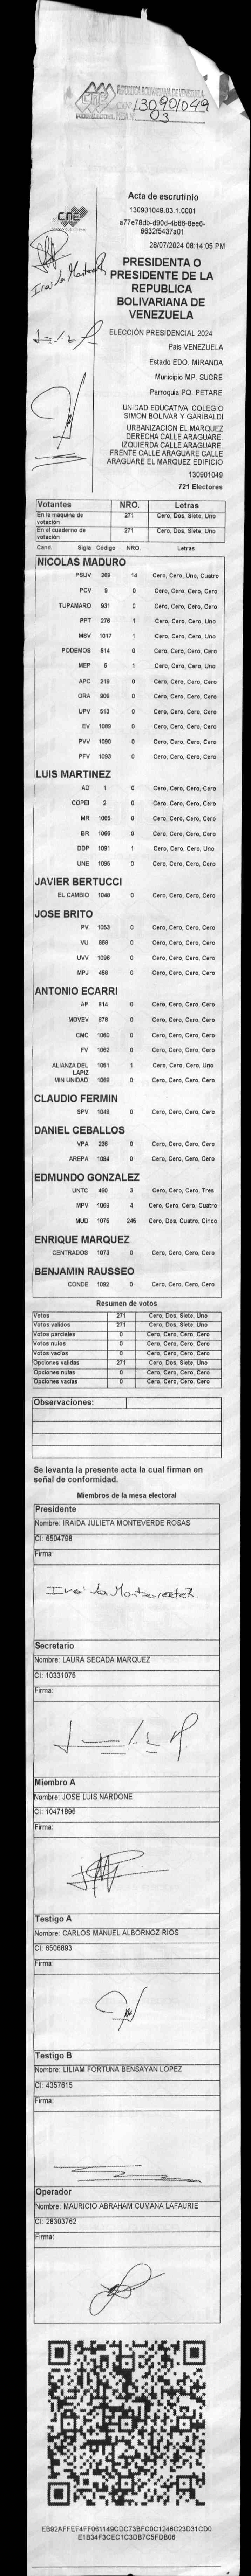 CNE
REPUBLICA BOLIVARIANA DE VENEZUELA
130901049
03
CNE
Acta de escrutinio
130901049.03.1.0001
a77e78db-d90d-4b86-8ee6-
6632f5437a01
28/07/2024 08:14:05 PM
PRESIDENTA O
PRESIDENTE DE LA
REPUBLICA
BOLIVARIANA DE
VENEZUELA
ELECCIÓN PRESIDENCIAL 2024
Pais VENEZUELA
Estado EDO. MIRANDA
Municipio MP. SUCRE
Parroquia PQ. PETARE
UNIDAD EDUCATIVA COLEGIO
SIMON BOLIVAR Y GARIBALDI
URBANIZACION EL MARQUEZ
DERECHA CALLE ARAGUARE.
IZQUIERDA CALLE ARAGUARE.
FRENTE CALLE ARAGUARE CALLE
ARAGUARE EL MARQUEZ EDIFICIO
130901049
721 Electores
Votantes NRO. Letras
En la máquina de votación 271 Cero, Dos, Siete, Uno
En el cuaderno de votación 271 Cero, Dos, Siete, Uno
Cand. Sigla Codigo NRO. Letras
NICOLAS MADURO
PSUV 269 14 Cero, Cero, Uno, Cuatro
PCV 9 0 Cero, Cero, Cero, Cero
TUPAMARO 931 0 Cero, Cero, Cero, Cero
PPT 276 1 Cero, Cero, Cero, Uno
MSV 1017 1 Cero, Cero, Cero, Uno
PODEMOS 514 0 Cero, Cero, Cero, Cero
MEP 6 1 Cero, Cero, Cero, Uno
APC 219 0 Cero, Cero, Cero, Cero
ORA 906 0 Cero, Cero, Cero, Cero
UPV 513 0 Cero, Cero, Cero, Cero
EV 1089 0 Cero, Cero, Cero, Cero
PVV 1090 0 Cero, Cero, Cero, Cero
PFV 1093 0 Cero, Cero, Cero, Cero
LUIS MARTINEZ
AD 1 0 Cero, Cero, Cero, Cero
COPEI 2 0 Cero, Cero, Cero, Cero
MR 1065 0 Cero, Cero, Cero, Cero
BR 1066 0 Cero, Cero, Cero, Cero
DDP 1091 1 Cero, Cero, Cero, Uno
UNE 1095 0 Cero, Cero, Cero, Cero
JAVIER BERTUCCI
EL CAMBIO 1048 0 Cero, Cero, Cero, Cero
JOSE BRITO
PV 1053 0 Cero, Cero, Cero, Cero
VU 868 0 Cero, Cero, Cero, Cero
UVV 1096 0 Cero, Cero, Cero, Cero
MPJ 459 0 Cero, Cero, Cero, Cero
ANTONIO ECARRI
AP 814 0 Cero, Cero, Cero, Cero
MOVEV 878 0 Cero, Cero, Cero, Cero
CMC 1050 0 Cero, Cero, Cero, Cero
FV 1062 0 Cero, Cero, Cero, Cero
ALIANZA DEL LAPIZ 1051 1 Cero, Cero, Cero, Uno
MIN UNIDAD 1068 0 Cero, Cero, Cero, Cero
CLAUDIO FERMIN
SPV 1049 0 Cero, Cero, Cero, Cero
DANIEL CEBALLOS
VPA 236 0 Cero, Cero, Cero, Cero
AREPA 1094 0 Cero, Cero, Cero, Cero
EDMUNDO GONZALEZ
UNTC 460 3 Cero, Cero, Cero, Tres
MPV 1069 4 Cero, Cero, Cero, Cuatro
MUD 1076 245 Cero, Dos, Cuatro, Cinco
ENRIQUE MARQUEZ
CENTRADOS 1073 0 Cero, Cero, Cero, Cero
BENJAMIN RAUSSEO
CONDE 1092 0 Cero, Cero, Cero, Cero
Resumen de votos
Votos 271 Cero, Dos, Siete, Uno
Votos validos 271 Cero, Dos, Siete, Uno
Votos parciales 0 Cero, Cero, Cero, Cero
Votos nulos 0 Cero, Cero, Cero, Cero
Votos vacios 0 Cero, Cero, Cero, Cero
Opciones validas 271 Cero, Dos, Siete, Uno
Opciones nulas 0 Cero, Cero, Cero, Cero
Opciones vacias 0 Cero, Cero, Cero, Cero
Observaciones:
Se levanta la presente acta la cual firman en
señal de conformidad.
Miembros de la mesa electoral
Presidente
Nombre: IRAIDA JULIETA MONTEVERDE ROSAS
CI: 6504798
Firma:
Secretario
Nombre: LAURA SECADA MARQUEZ
CI: 10331075
Firma:
Miembro A
Nombre: JOSE LUIS NARDONE
CI: 10471895
Firma:
Testigo A
Nombre: CARLOS MANUEL ALBORNOZ RIOS
CI: 6506893
Firma:
Testigo B
Nombre: LILIAM FORTUNA BENSAYAN LOPEZ
CI: 4357615
Firma:
Operador
Nombre: MAURICIO ABRAHAM CUMANA LAFAURIE
CI: 28303762
Firma:
EB92AFFEF4FF061149CDC73BFC0C1246C23D31CD0
E1B34F3CEC1C3DB7C5FDB06